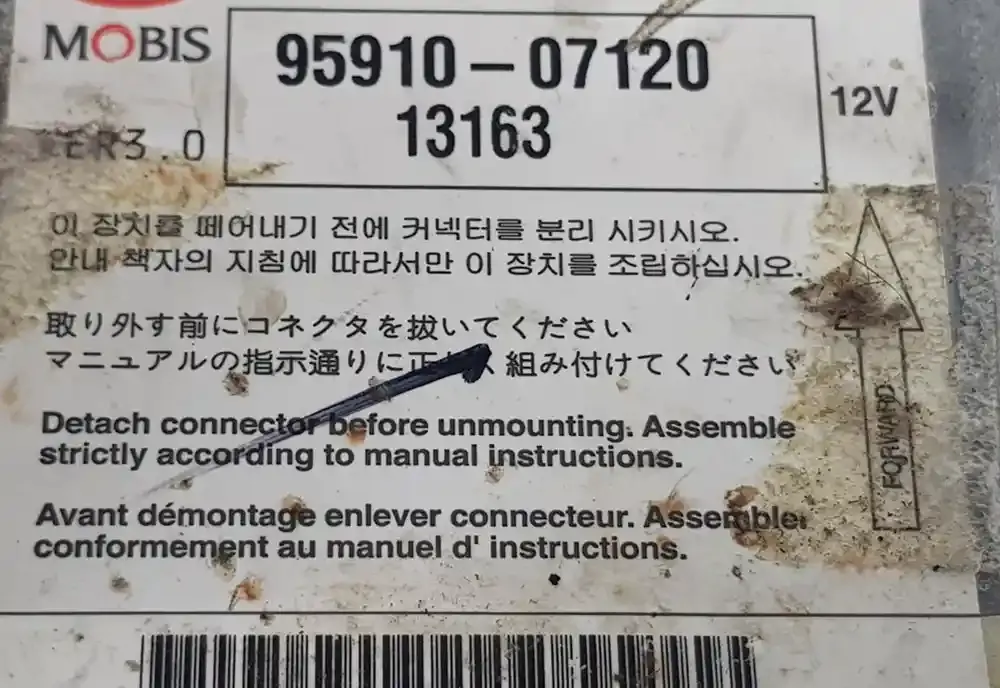 MOBIS
95910-07120
13163
12V
VER3.0
이 장치를 떼어내기 전에 커넥터를 분리 시키시오.
안내 책자의 지침에 따라서만 이 장치를 조립하십시오.
取り外す前にコネクタを抜いてください
マニュアルの指示通りに正しく組み付けてください
FORWARD
Detach connector before unmounting. Assemble
strictly according to manual instructions.
Avant démontage enlever connecteur. Assembler
conformement au manuel d' instructions.